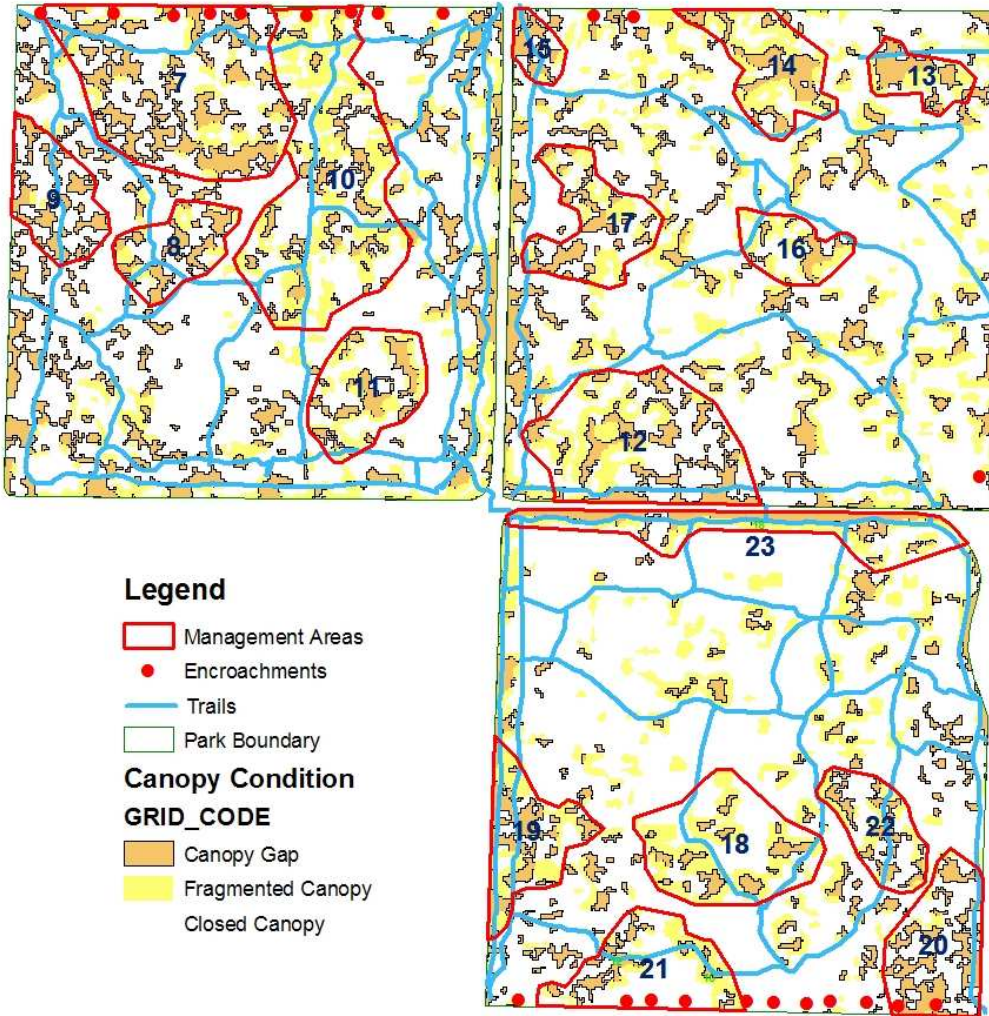 15
14
13
7
10
9
17
8
16
11
12
18
23
Legend
Management Areas
Encroachments
Trails
Park Boundary
Canopy Condition
GRID_CODE
Canopy Gap
Fragmented Canopy
Closed Canopy
19
18
22
20
21